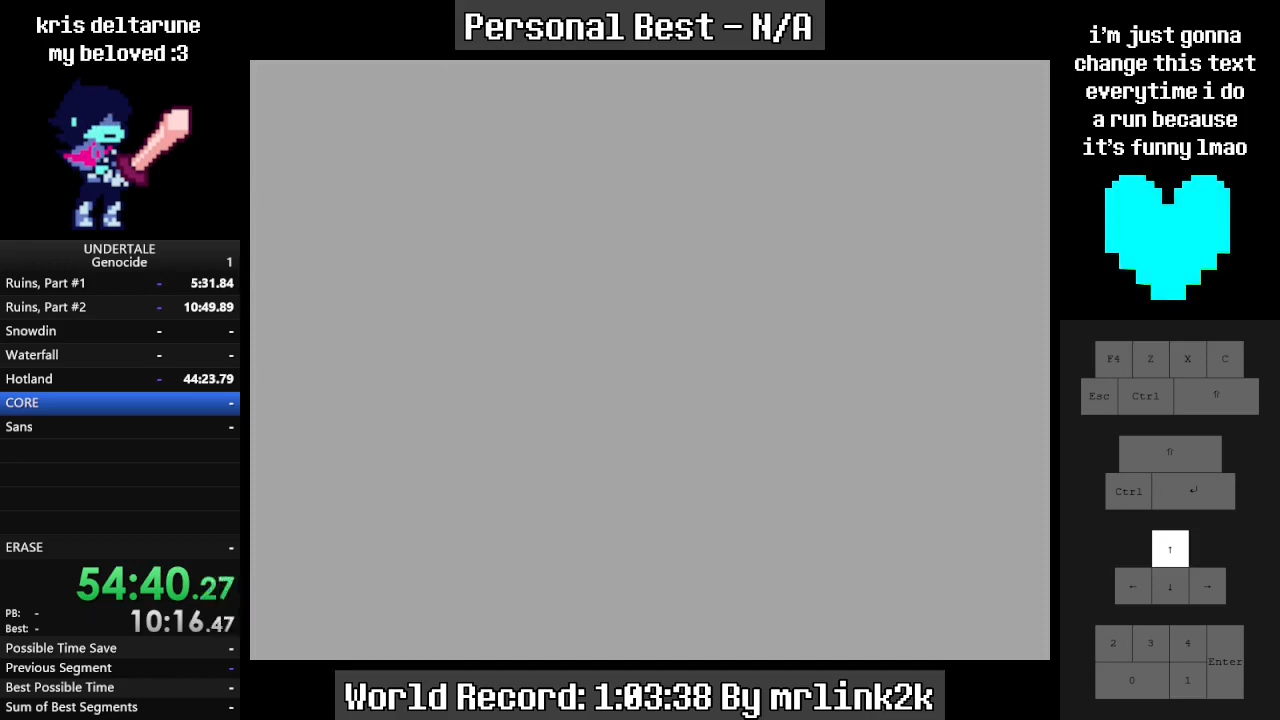 kris deltarune
my beloved :3
Personal Best - N/A
i'm just gonna
change this text
everytime i do
a run because
it's funny lmao
UNDERTALE
Genocide 1
Ruins, Part #1 - 5:31.84
Ruins, Part #2 - 10:49.89
Snowdin - -
Waterfall - -
Hotland - 44:23.79
CORE -
Sans -
ERASE -
54:40.27
PB: -
Best: -
10:16.47
Possible Time Save -
Previous Segment -
Best Possible Time -
Sum of Best Segments -
World Record: 1:03:38 By mrlink2k
F4 Z X C
Esc Ctrl ⇧
⇧
Ctrl ↵
↑
← ↓ →
2 3 4
Enter
0 1